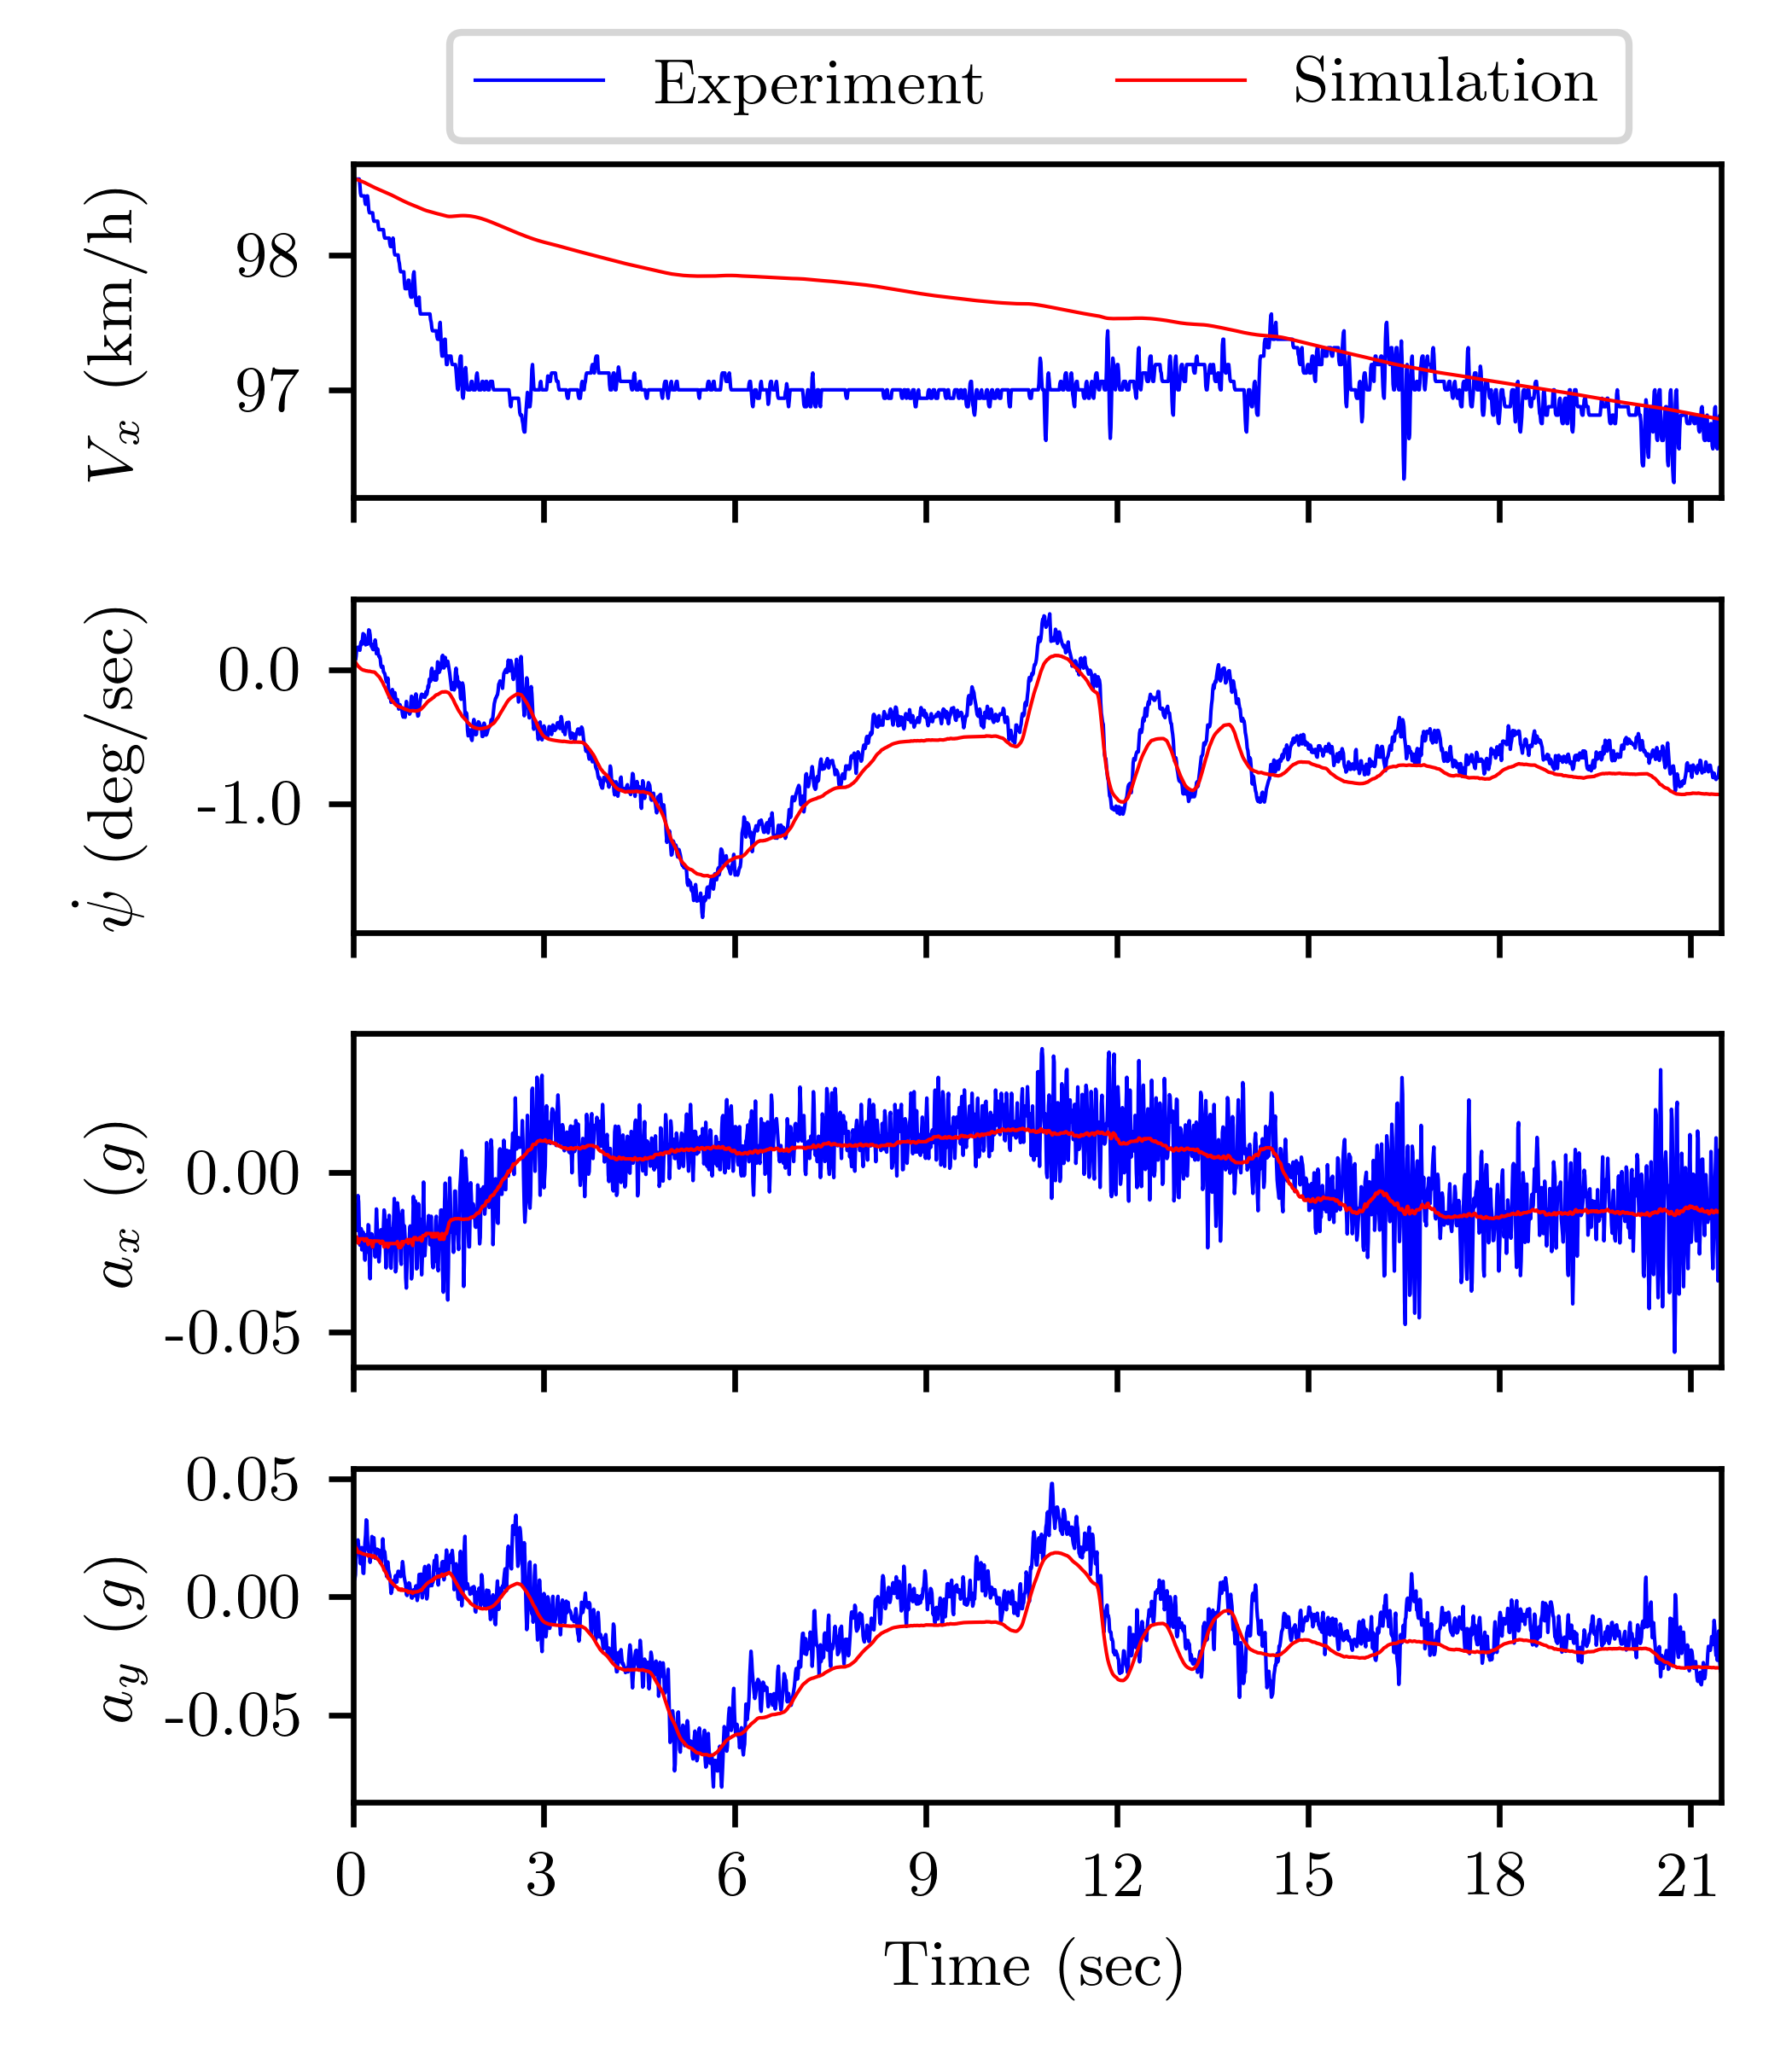 Experiment Simulation
V_x (km/h)
98
97
ψ̇ (deg/sec)
0.0
-1.0
a_x (g)
0.00
-0.05
a_y (g)
0.05
0.00
-0.05
0 3 6 9 12 15 18 21
Time (sec)